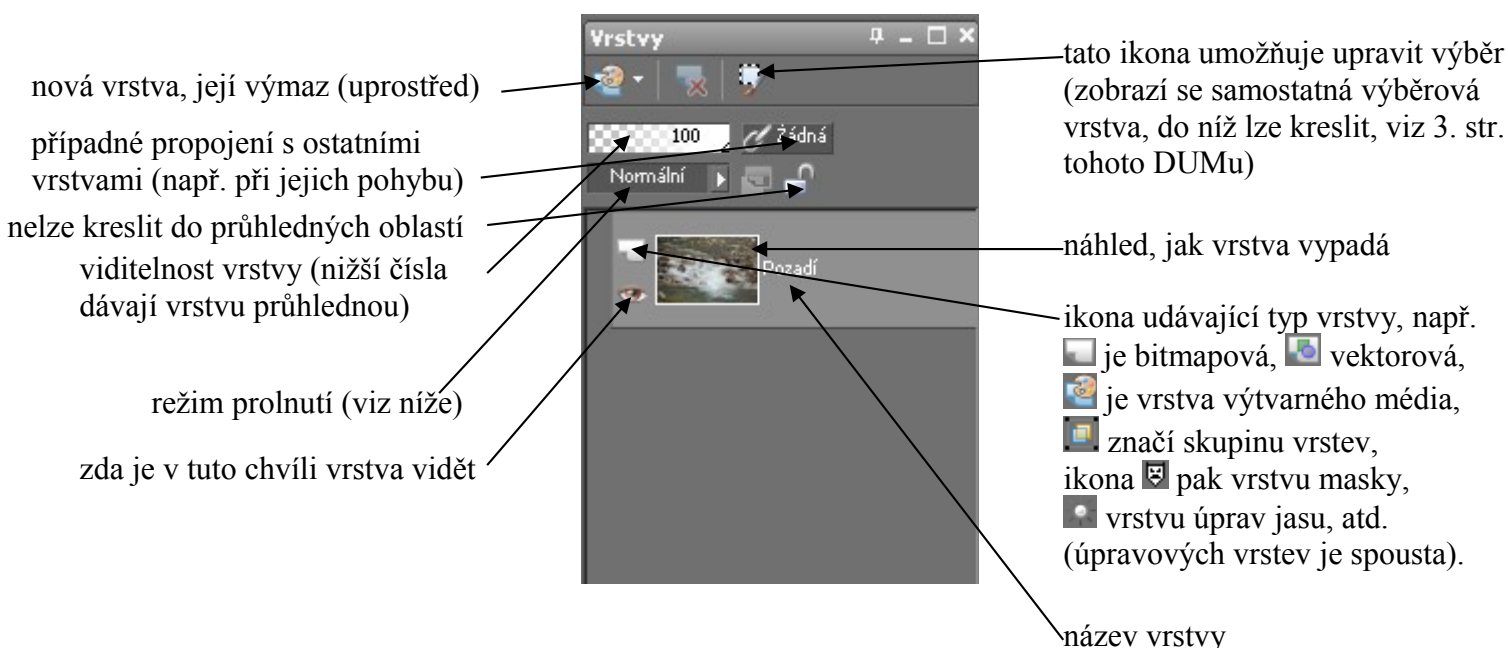 nová vrstva, její výmaz (uprostřed)
případné propojení s ostatními
vrstvami (např. při jejich pohybu)
nelze kreslit do průhledných oblastí
viditelnost vrstvy (nižší čísla
dávají vrstvu průhlednou)
režim prolnutí (viz níže)
zda je v tuto chvíli vrstva vidět
Vrstvy
100
Žádná
Normální
Pozadí
tato ikona umožňuje upravit výběr
(zobrazí se samostatná výběrová
vrstva, do níž lze kreslit, viz 3. str.
tohoto DUMu)
náhled, jak vrstva vypadá
ikona udávající typ vrstvy, např.
je bitmapová, vektorová,
je vrstva výtvarného média,
značí skupinu vrstev,
ikona pak vrstvu masky,
vrstvu úprav jasu, atd.
(úpravových vrstev je spousta).
název vrstvy